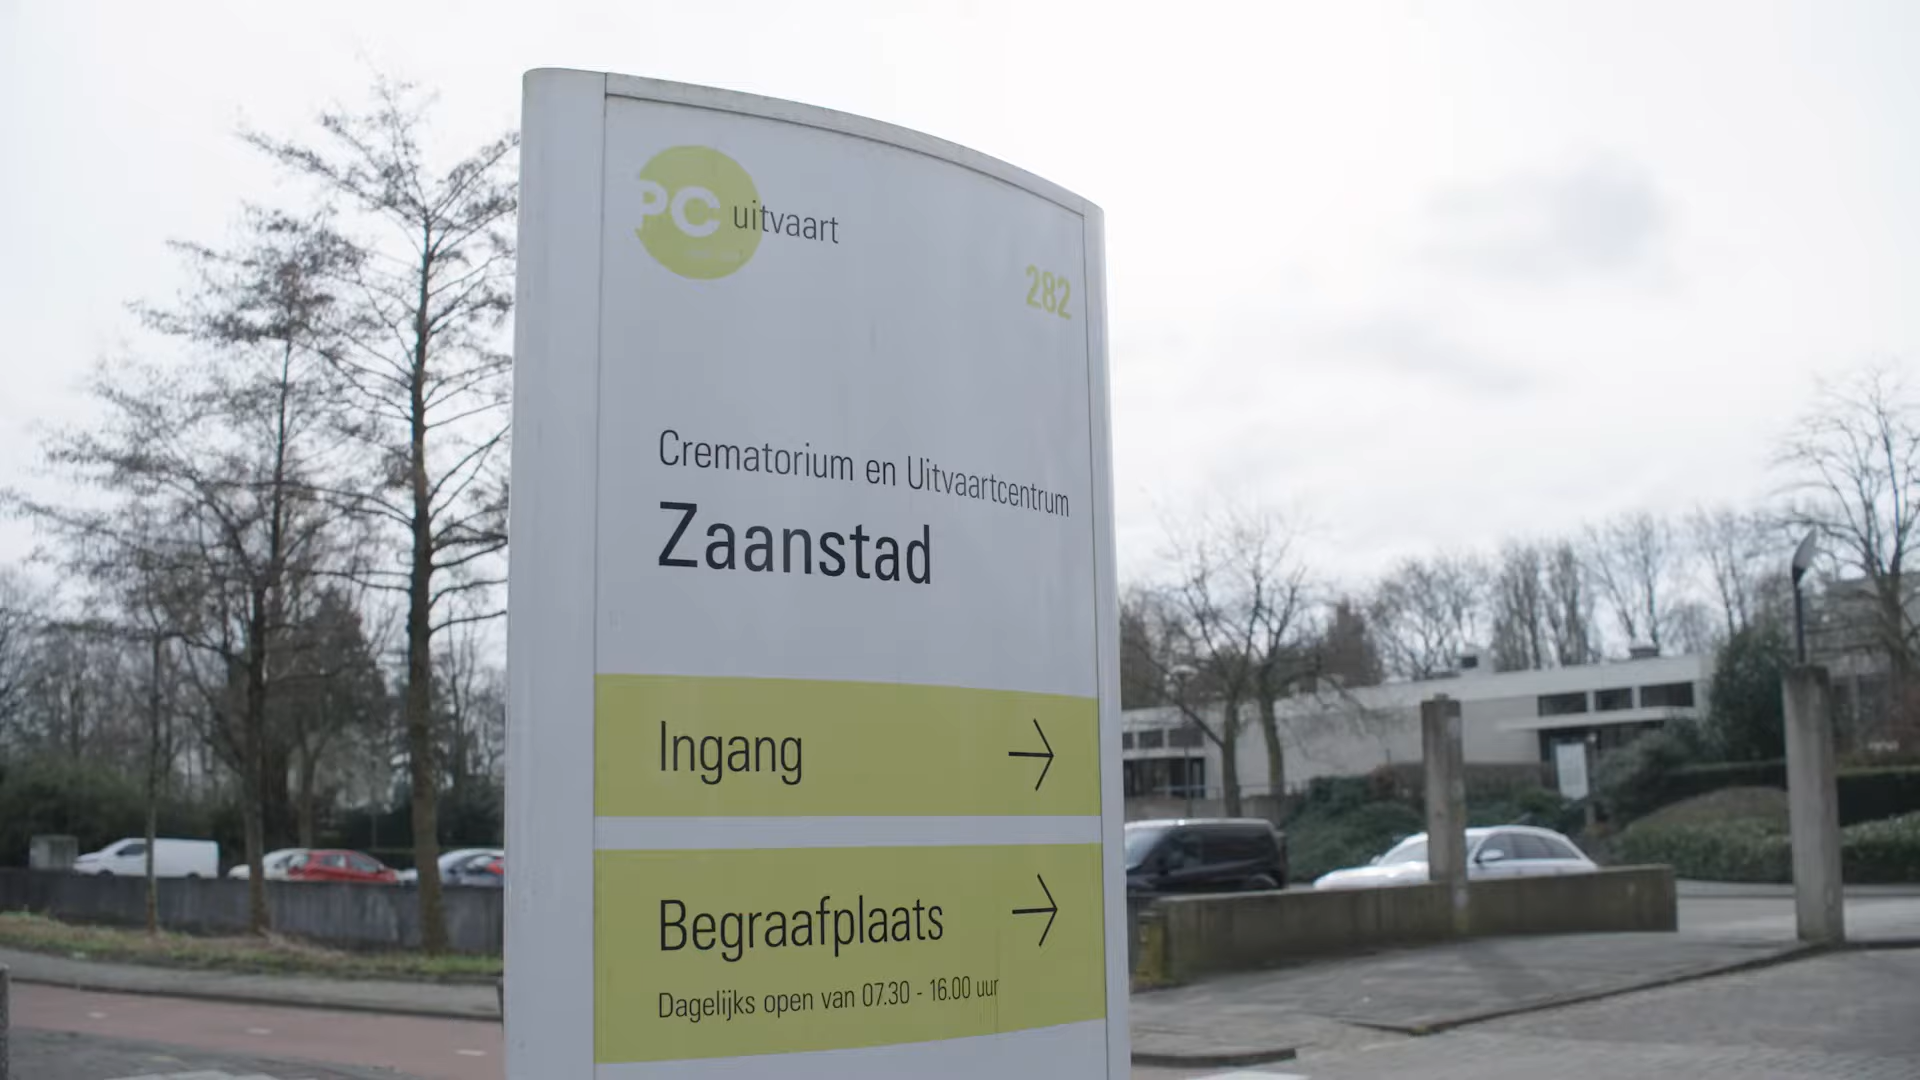 PC uitvaart
282
Crematorium en Uitvaartcentrum
Zaanstad
Ingang
Begraafplaats
Dagelijks open van 07.30 - 16.00 uur